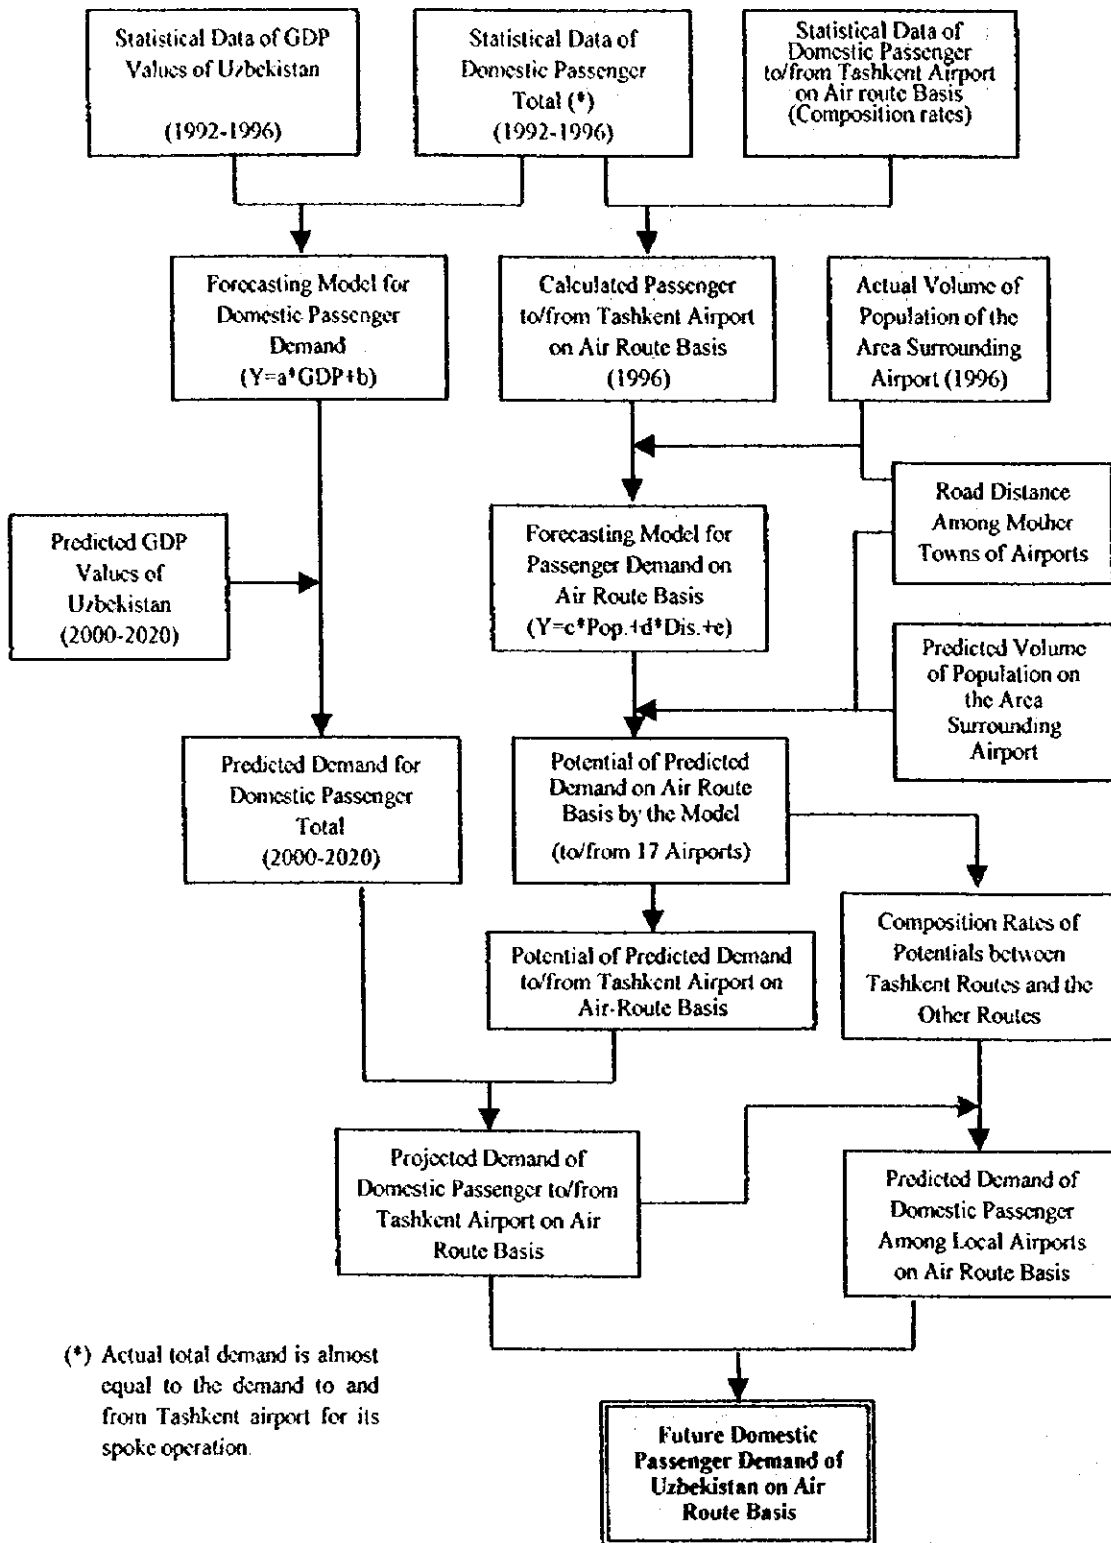 Statistical Data of GDP
Values of Uzbekistan
(1992-1996)
Statistical Data of
Domestic Passenger
Total (*)
(1992-1996)
Statistical Data of
Domestic Passenger
to/from Tashkent Airport
on Air route Basis
(Composition rates)
Forecasting Model for
Domestic Passenger
Demand
(Y=a*GDP+b)
Calculated Passenger
to/from Tashkent Airport
on Air Route Basis
(1996)
Actual Volume of
Population of the
Area Surrounding
Airport (1996)
Road Distance
Among Mother
Towns of Airports
Predicted GDP
Values of
Uzbekistan
(2000-2020)
Forecasting Model for
Passenger Demand on
Air Route Basis
(Y=c*Pop.+d*Dis.+e)
Predicted Volume
of Population on
the Area
Surrounding
Airport
Predicted Demand for
Domestic Passenger
Total
(2000-2020)
Potential of Predicted
Demand on Air Route
Basis by the Model
(to/from 17 Airports)
Composition Rates of
Potentials between
Tashkent Routes and the
Other Routes
Potential of Predicted Demand
to/from Tashkent Airport on
Air-Route Basis
Projected Demand of
Domestic Passenger to/from
Tashkent Airport on Air
Route Basis
Predicted Demand of
Domestic Passenger
Among Local Airports
on Air Route Basis
(*) Actual total demand is almost
equal to the demand to and
from Tashkent airport for its
spoke operation.
Future Domestic
Passenger Demand of
Uzbekistan on Air
Route Basis